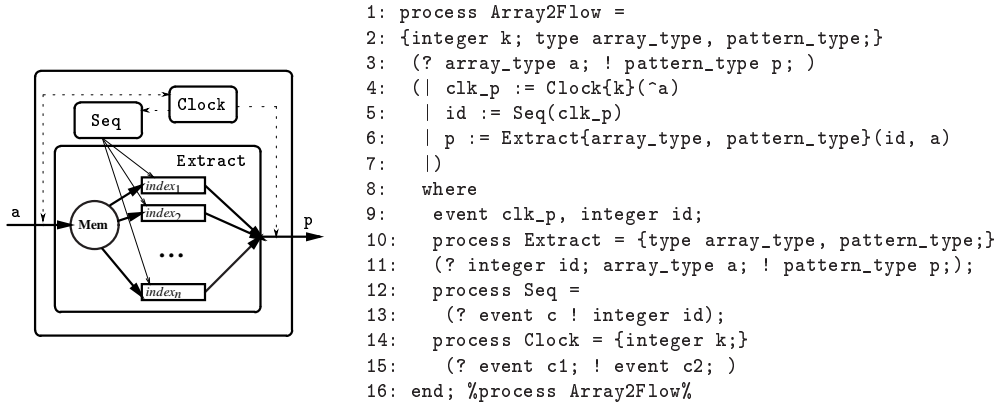 Clock
Seq
Extract
a
Mem
index1
index2
...
indexn
p
1: process Array2Flow =
2: {integer k; type array_type, pattern_type;}
3: (? array_type a; ! pattern_type p; )
4: (| clk_p := Clock{k}(^a)
5: | id := Seq(clk_p)
6: | p := Extract{array_type, pattern_type}(id, a)
7: |)
8: where
9: event clk_p, integer id;
10: process Extract = {type array_type, pattern_type;}
11: (? integer id; array_type a; ! pattern_type p;);
12: process Seq =
13: (? event c ! integer id);
14: process Clock = {integer k;}
15: (? event c1; ! event c2; )
16: end; %process Array2Flow%